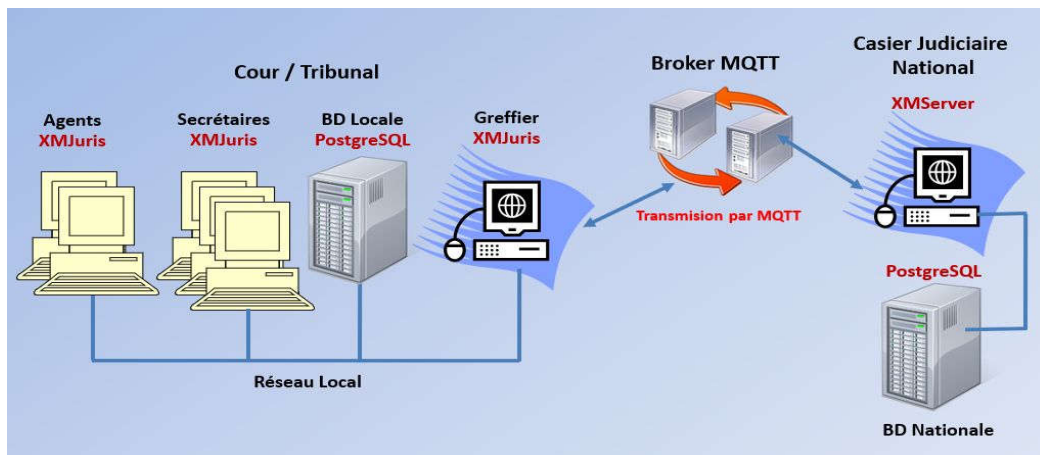 Cour / Tribunal
Agents
XMJuris
Secrétaires
XMJuris
BD Locale
PostgreSQL
Greffier
XMJuris
Réseau Local
Broker MQTT
Transmision par MQTT
Casier Judiciaire
National
XMServer
PostgreSQL
BD Nationale